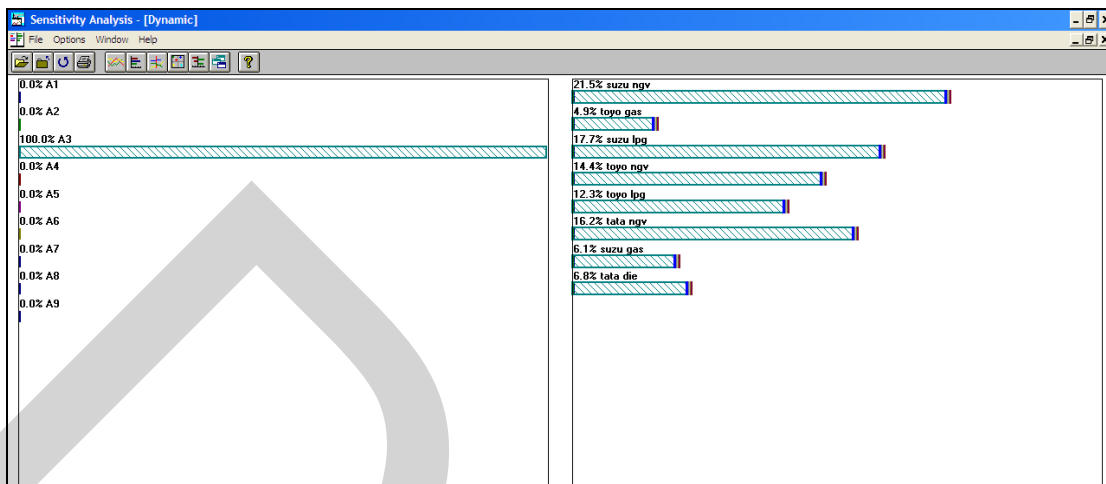 Sensitivity Analysis - [Dynamic]
File Options Window Help
0.0% A1
0.0% A2
100.0% A3
0.0% A4
0.0% A5
0.0% A6
0.0% A7
0.0% A8
0.0% A9
21.5% suzu ngv
4.9% toyo gas
17.7% suzu lpg
14.4% toyo ngv
12.3% toyo lpg
16.2% tata ngv
6.1% suzu gas
6.8% tata die